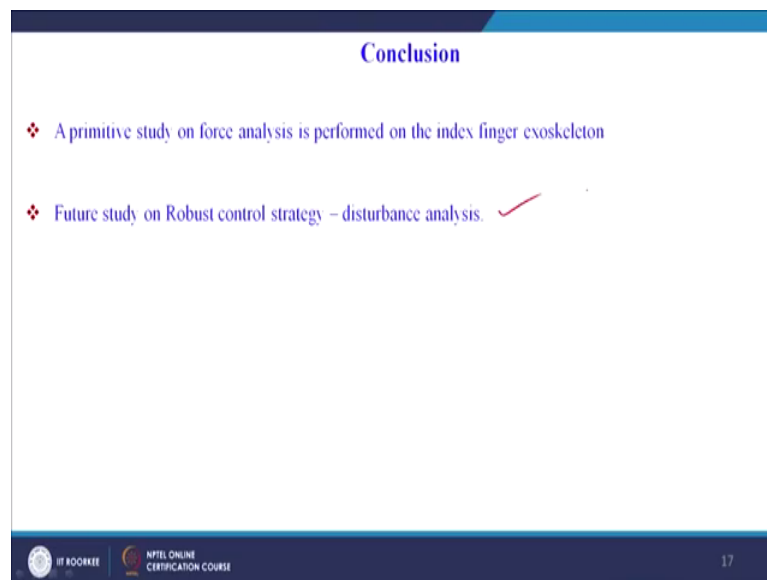 Conclusion
A primitive study on force analysis is performed on the index finger exoskeleton
Future study on Robust control strategy – disturbance analysis.
IIT ROORKEE
NPTEL ONLINE
CERTIFICATION COURSE
17